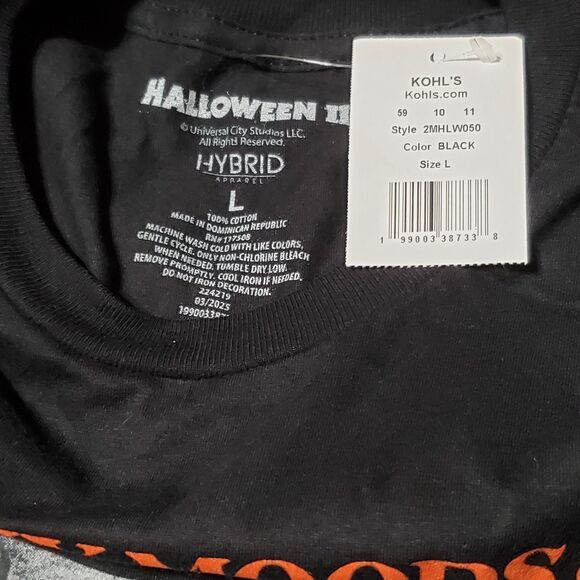 HALLOWEEN II
© Universal City Studios LLC.
All Rights Reserved.
HYBRID
APPAREL
L
100% COTTON
MADE IN DOMINICAN REPUBLIC
RN# 117508
MACHINE WASH COLD WITH LIKE COLORS,
GENTLE CYCLE. ONLY NON-CHLORINE BLEACH
WHEN NEEDED. TUMBLE DRY LOW.
REMOVE PROMPTLY. COOL IRON IF NEEDED.
DO NOT IRON DECORATION.
224219
03/2025
1990033873
KOHL'S
Kohls.com
59 10 11
Style 2MHLW050
Color BLACK
Size L
1 99003 38733 8